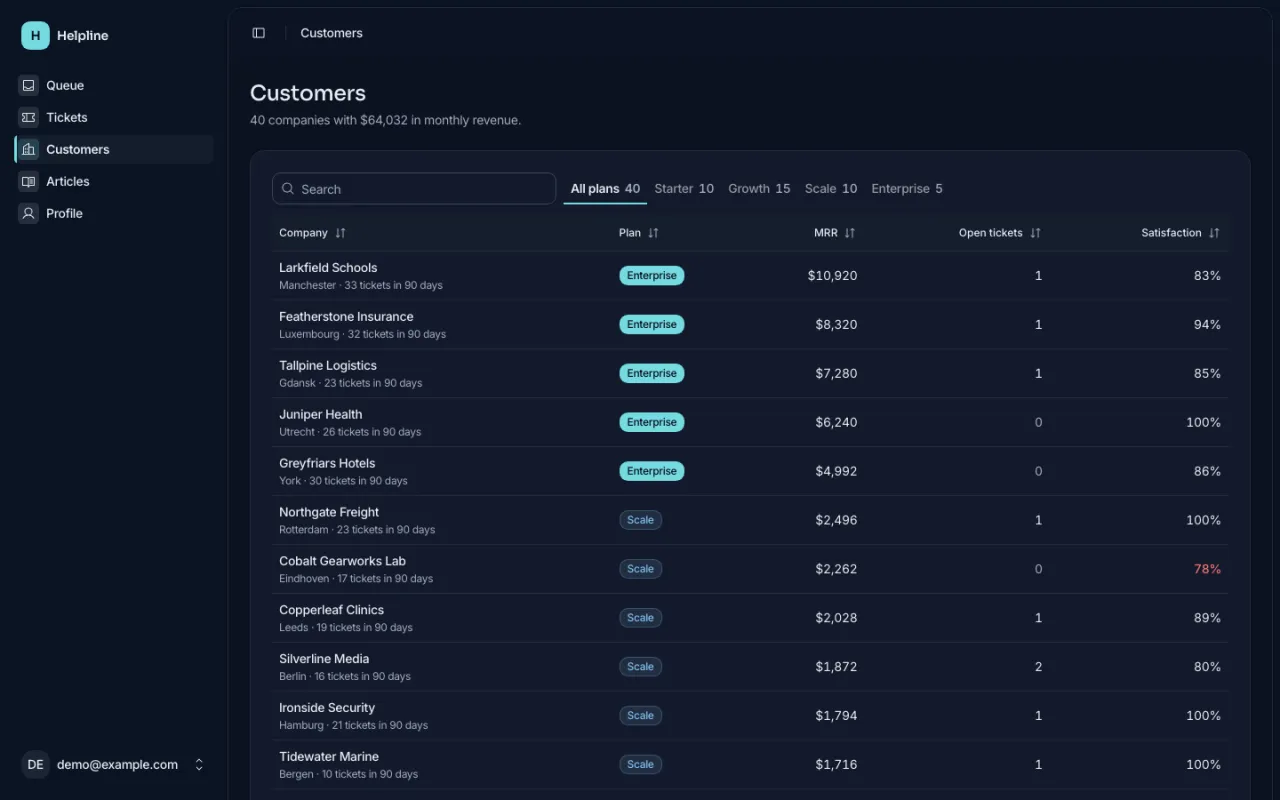 H Helpline
Queue
Tickets
Customers
Articles
Profile
DE demo@example.com
Customers
Customers
40 companies with $64,032 in monthly revenue.
Search All plans 40 Starter 10 Growth 15 Scale 10 Enterprise 5
Company Plan MRR Open tickets Satisfaction
Larkfield Schools
Manchester · 33 tickets in 90 days
Enterprise $10,920 1 83%
Featherstone Insurance
Luxembourg · 32 tickets in 90 days
Enterprise $8,320 1 94%
Tallpine Logistics
Gdansk · 23 tickets in 90 days
Enterprise $7,280 1 85%
Juniper Health
Utrecht · 26 tickets in 90 days
Enterprise $6,240 0 100%
Greyfriars Hotels
York · 30 tickets in 90 days
Enterprise $4,992 0 86%
Northgate Freight
Rotterdam · 23 tickets in 90 days
Scale $2,496 1 100%
Cobalt Gearworks Lab
Eindhoven · 17 tickets in 90 days
Scale $2,262 0 78%
Copperleaf Clinics
Leeds · 19 tickets in 90 days
Scale $2,028 1 89%
Silverline Media
Berlin · 16 tickets in 90 days
Scale $1,872 2 80%
Ironside Security
Hamburg · 21 tickets in 90 days
Scale $1,794 1 100%
Tidewater Marine
Bergen · 10 tickets in 90 days
Scale $1,716 1 100%